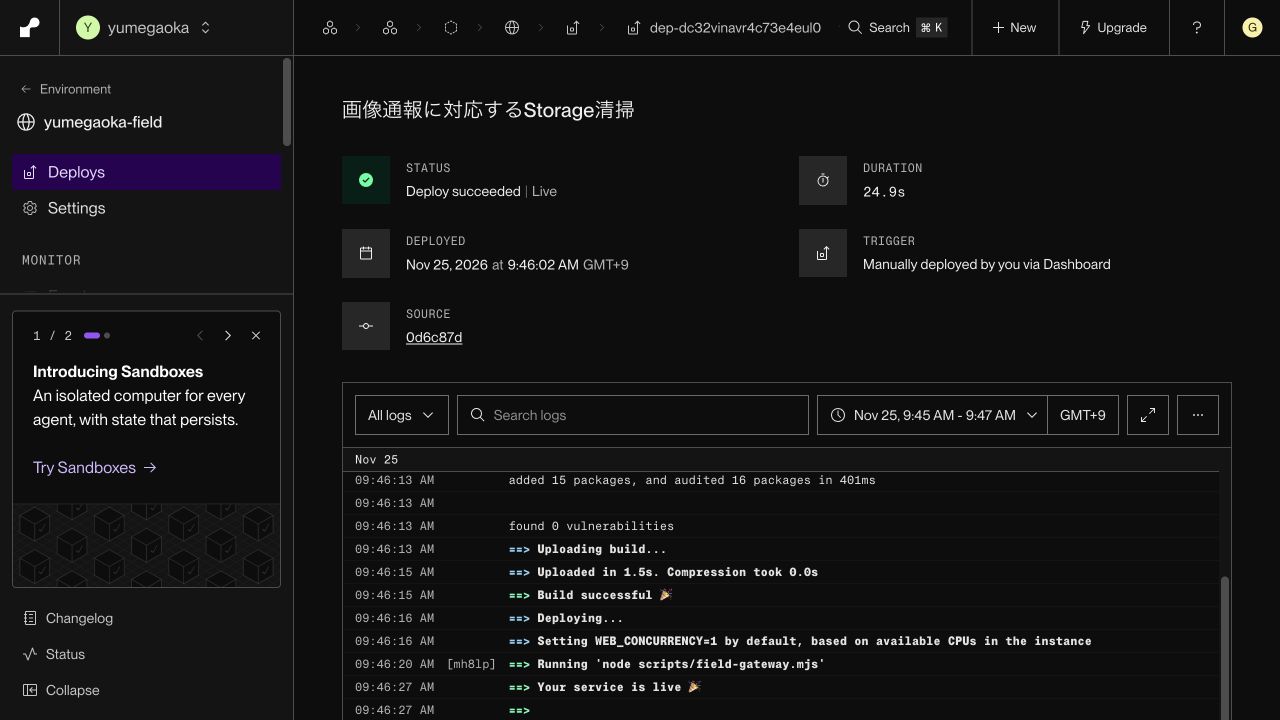 Y yumegaoka
dep-dc32vinavr4c73e4eul0
Search ⌘ K
+ New
Upgrade
?
G
← Environment
yumegaoka-field
Deploys
Settings
MONITOR
1 / 2
Introducing Sandboxes
An isolated computer for every
agent, with state that persists.
Try Sandboxes →
Changelog
Status
Collapse
画像通報に対応するStorage清掃
STATUS
Deploy succeeded | Live
DURATION
24.9s
DEPLOYED
Nov 25, 2026 at 9:46:02 AM GMT+9
TRIGGER
Manually deployed by you via Dashboard
SOURCE
0d6c87d
All logs
Search logs
Nov 25, 9:45 AM - 9:47 AM
GMT+9
...
Nov 25
09:46:13 AM added 15 packages, and audited 16 packages in 401ms
09:46:13 AM
09:46:13 AM found 0 vulnerabilities
09:46:13 AM ==> Uploading build...
09:46:15 AM ==> Uploaded in 1.5s. Compression took 0.0s
09:46:15 AM ==> Build successful 🎉
09:46:16 AM ==> Deploying...
09:46:16 AM ==> Setting WEB_CONCURRENCY=1 by default, based on available CPUs in the instance
09:46:20 AM [mh8lp] ==> Running 'node scripts/field-gateway.mjs'
09:46:27 AM ==> Your service is live 🎉
09:46:27 AM ==>